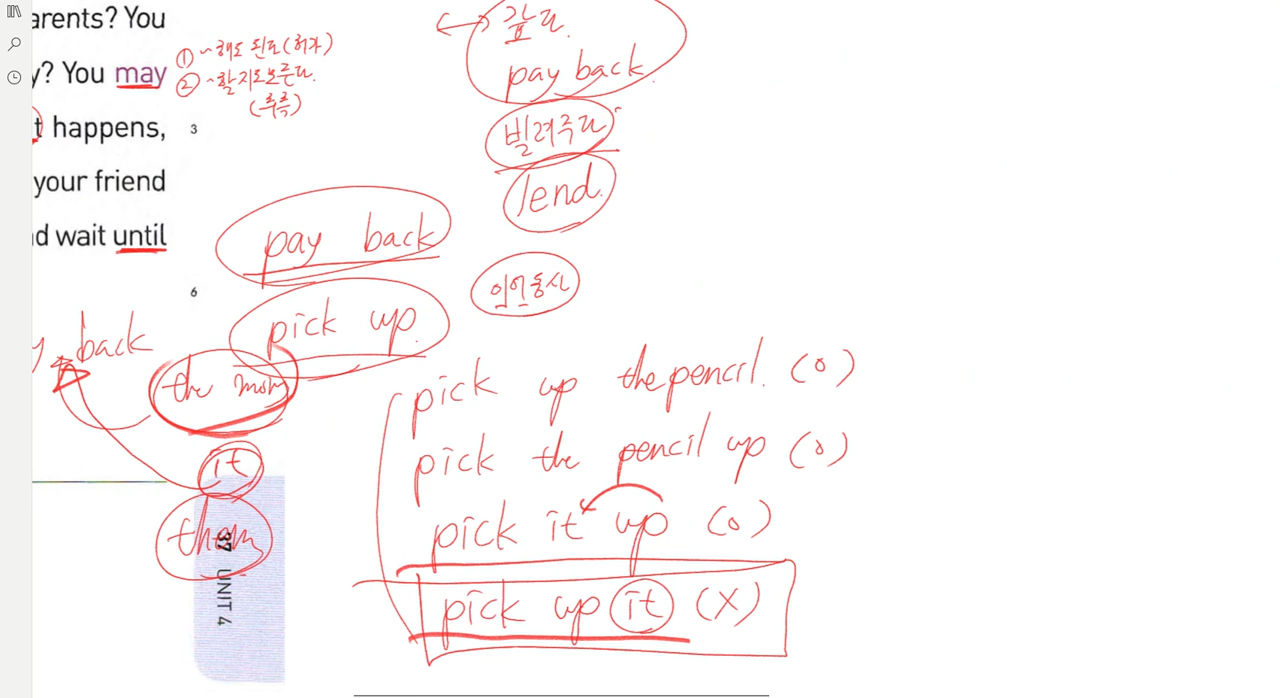 arents? You
y? You may
t happens,
your friend
d wait until
3
6
① ~해도 된다(허가)
② ~할지도 모른다.
(추측)
갚다.
pay back.
빌려주다
lend.
pay back
pick up.
이어동사
back
the mon
it
them
pick up the pencil. (O)
pick the pencil up (O)
pick it up (O)
pick up it (X)
37 UNIT 4